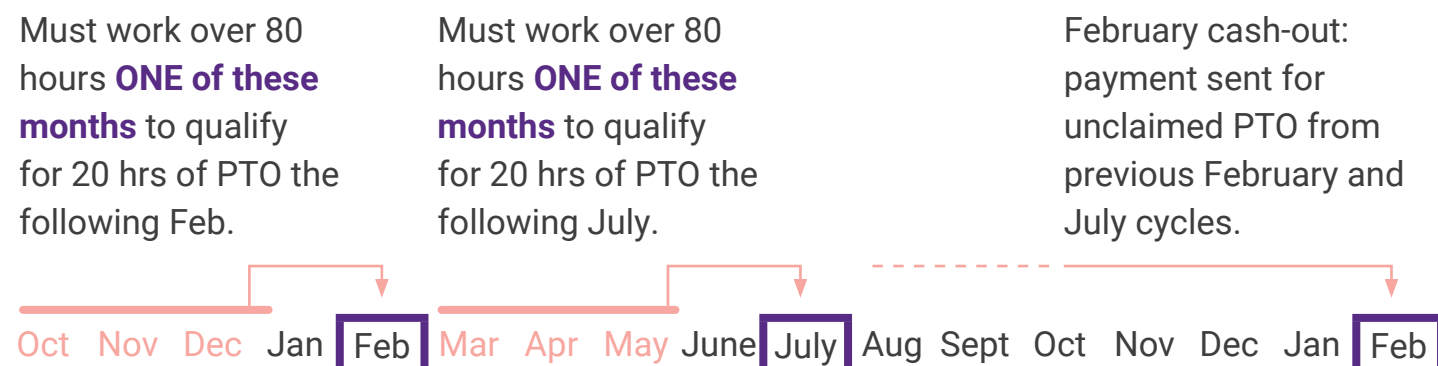 Must work over 80
hours ONE of these
months to qualify
for 20 hrs of PTO the
following Feb.
Must work over 80
hours ONE of these
months to qualify
for 20 hrs of PTO the
following July.
February cash-out:
payment sent for
unclaimed PTO from
previous February and
July cycles.
Oct Nov Dec Jan Feb Mar Apr May June July Aug Sept Oct Nov Dec Jan Feb